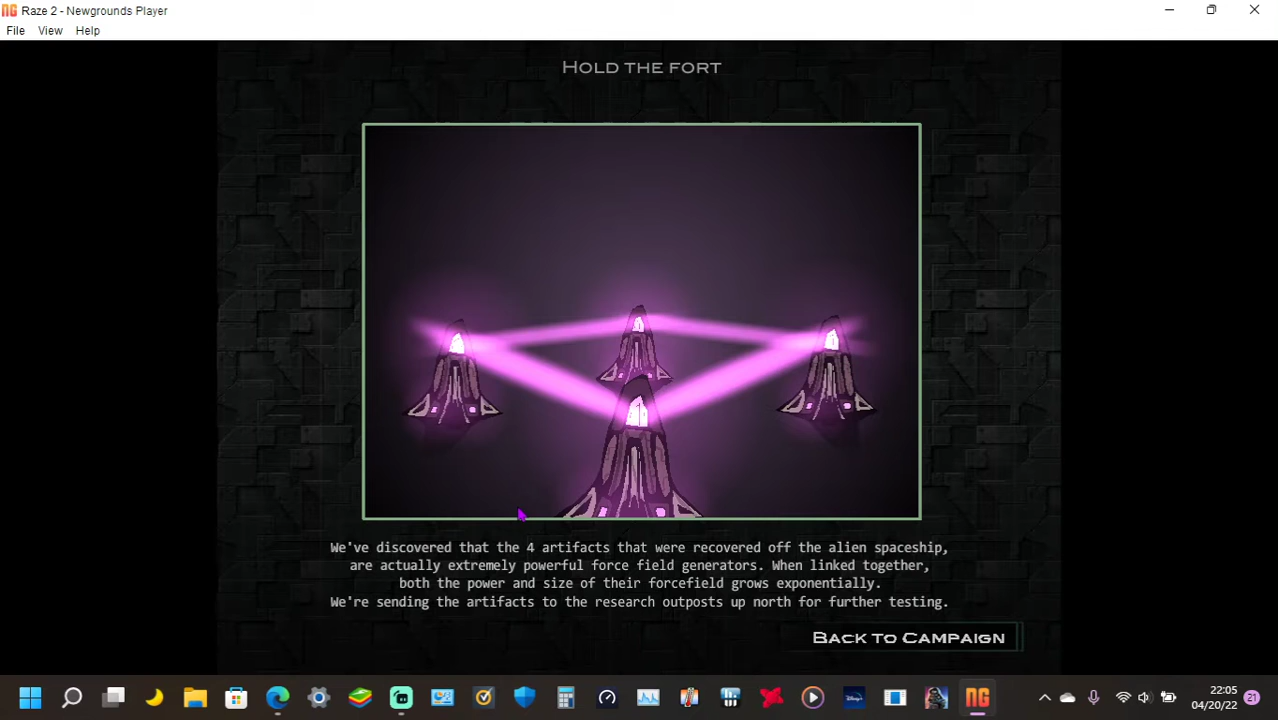 NG Raze 2 - Newgrounds Player
File View Help
HOLD THE FORT
We've discovered that the 4 artifacts that were recovered off the alien spaceship,
are actually extremely powerful force field generators. When linked together,
both the power and size of their forcefield grows exponentially.
We're sending the artifacts to the research outposts up north for further testing.
BACK TO CAMPAIGN
NG
22:05
04/20/22
21